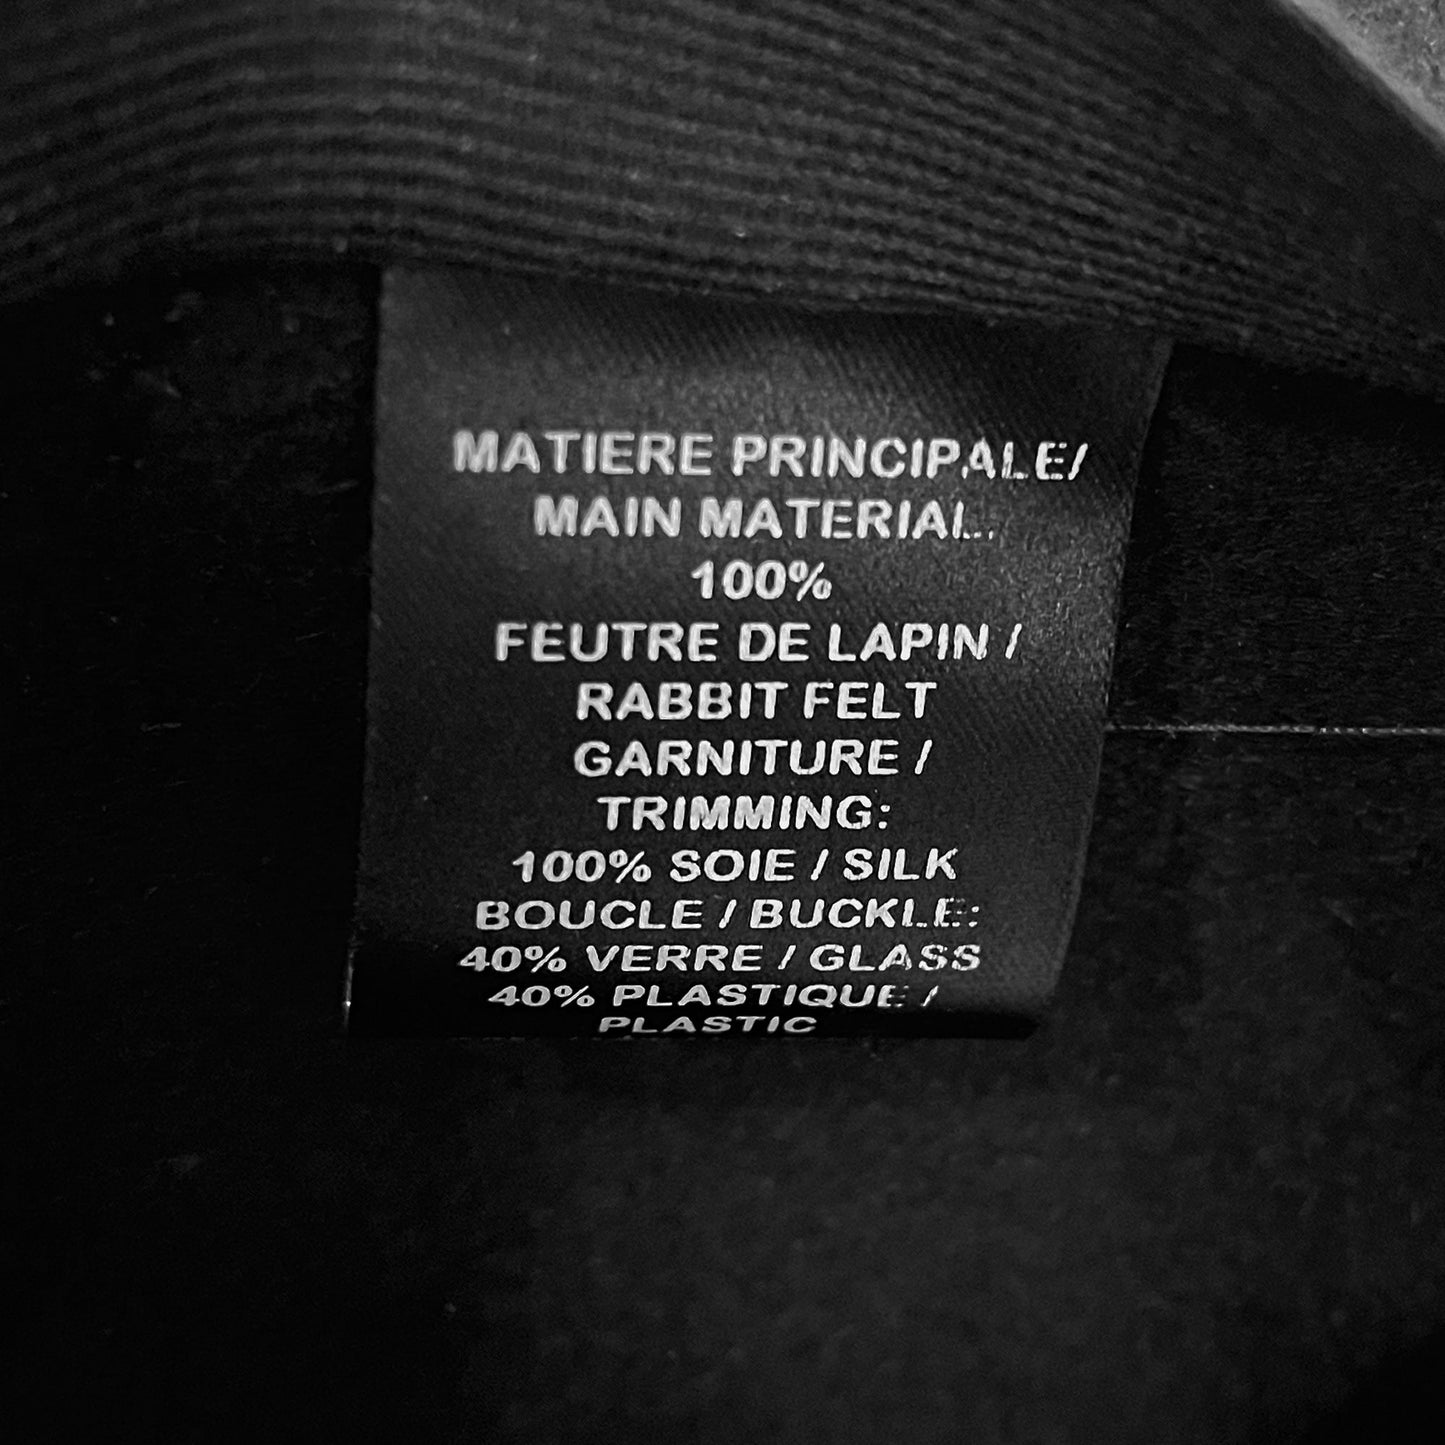 MATIERE PRINCIPALE/
MAIN MATERIAL:
100%
FEUTRE DE LAPIN /
RABBIT FELT
GARNITURE /
TRIMMING:
100% SOIE / SILK
BOUCLE / BUCKLE:
40% VERRE / GLASS
40% PLASTIQUE /
PLASTIC